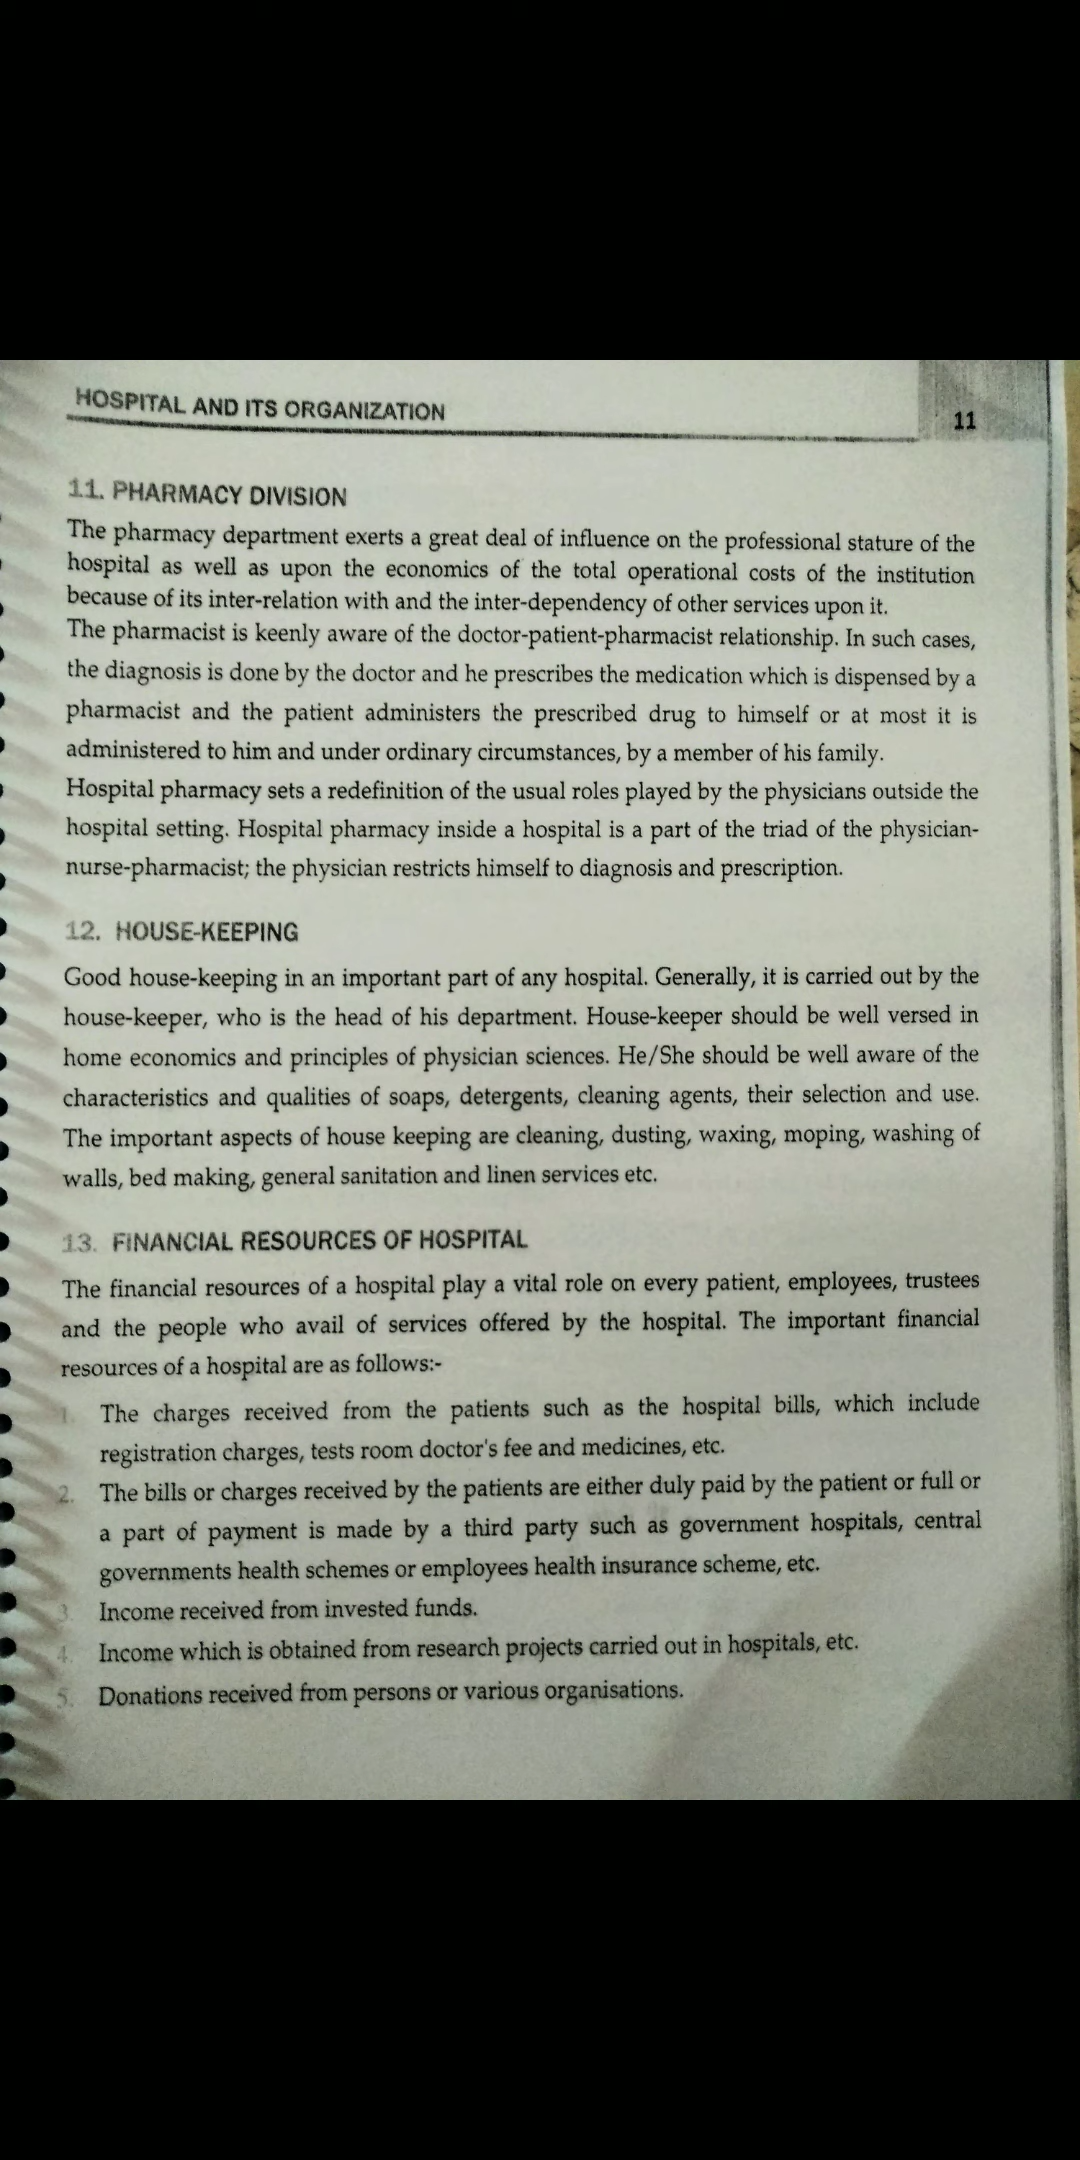 HOSPITAL AND ITS ORGANIZATION
11
11. PHARMACY DIVISION
The pharmacy department exerts a great deal of influence on the professional stature of the
hospital as well as upon the economics of the total operational costs of the institution
because of its inter-relation with and the inter-dependency of other services upon it.
The pharmacist is keenly aware of the doctor-patient-pharmacist relationship. In such cases,
the diagnosis is done by the doctor and he prescribes the medication which is dispensed by a
pharmacist and the patient administers the prescribed drug to himself or at most it is
administered to him and under ordinary circumstances, by a member of his family.
Hospital pharmacy sets a redefinition of the usual roles played by the physicians outside the
hospital setting. Hospital pharmacy inside a hospital is a part of the triad of the physician-
nurse-pharmacist; the physician restricts himself to diagnosis and prescription.
12. HOUSE-KEEPING
Good house-keeping in an important part of any hospital. Generally, it is carried out by the
house-keeper, who is the head of his department. House-keeper should be well versed in
home economics and principles of physician sciences. He/She should be well aware of the
characteristics and qualities of soaps, detergents, cleaning agents, their selection and use.
The important aspects of house keeping are cleaning, dusting, waxing, moping, washing of
walls, bed making, general sanitation and linen services etc.
13. FINANCIAL RESOURCES OF HOSPITAL
The financial resources of a hospital play a vital role on every patient, employees, trustees
and the people who avail of services offered by the hospital. The important financial
resources of a hospital are as follows:-
1. The charges received from the patients such as the hospital bills, which include
registration charges, tests room doctor's fee and medicines, etc.
2. The bills or charges received by the patients are either duly paid by the patient or full or
a part of payment is made by a third party such as government hospitals, central
governments health schemes or employees health insurance scheme, etc.
3. Income received from invested funds.
4. Income which is obtained from research projects carried out in hospitals, etc.
5. Donations received from persons or various organisations.